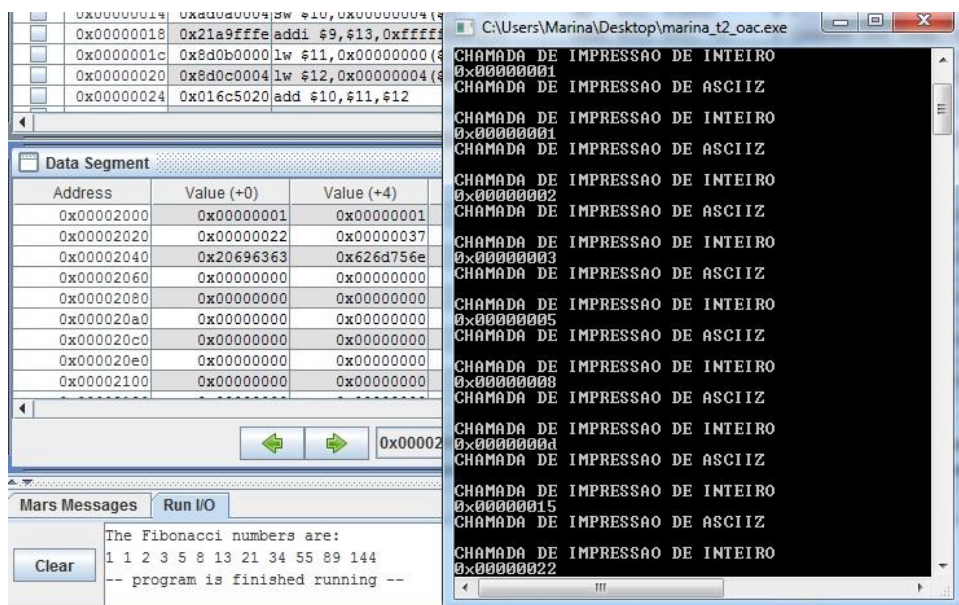 0x00000014 0xad0a0004 sw $10,0x00000004($
0x00000018 0x21a9fffe addi $9,$13,0xfffff
0x0000001c 0x8d0b0000 lw $11,0x00000000($
0x00000020 0x8d0c0004 lw $12,0x00000004($
0x00000024 0x016c5020 add $10,$11,$12
Data Segment
Address Value (+0) Value (+4)
0x00002000 0x00000001 0x00000001
0x00002020 0x00000022 0x00000037
0x00002040 0x20696363 0x626d756e
0x00002060 0x00000000 0x00000000
0x00002080 0x00000000 0x00000000
0x000020a0 0x00000000 0x00000000
0x000020c0 0x00000000 0x00000000
0x000020e0 0x00000000 0x00000000
0x00002100 0x00000000 0x00000000
0x00002
Mars Messages Run I/O
Clear
The Fibonacci numbers are:
1 1 2 3 5 8 13 21 34 55 89 144
-- program is finished running --
C:\Users\Marina\Desktop\marina_t2_oac.exe
CHAMADA DE IMPRESSAO DE INTEIRO
0x00000001
CHAMADA DE IMPRESSAO DE ASCIIZ
CHAMADA DE IMPRESSAO DE INTEIRO
0x00000001
CHAMADA DE IMPRESSAO DE ASCIIZ
CHAMADA DE IMPRESSAO DE INTEIRO
0x00000002
CHAMADA DE IMPRESSAO DE ASCIIZ
CHAMADA DE IMPRESSAO DE INTEIRO
0x00000003
CHAMADA DE IMPRESSAO DE ASCIIZ
CHAMADA DE IMPRESSAO DE INTEIRO
0x00000005
CHAMADA DE IMPRESSAO DE ASCIIZ
CHAMADA DE IMPRESSAO DE INTEIRO
0x00000008
CHAMADA DE IMPRESSAO DE ASCIIZ
CHAMADA DE IMPRESSAO DE INTEIRO
0x0000000d
CHAMADA DE IMPRESSAO DE ASCIIZ
CHAMADA DE IMPRESSAO DE INTEIRO
0x00000015
CHAMADA DE IMPRESSAO DE ASCIIZ
CHAMADA DE IMPRESSAO DE INTEIRO
0x00000022